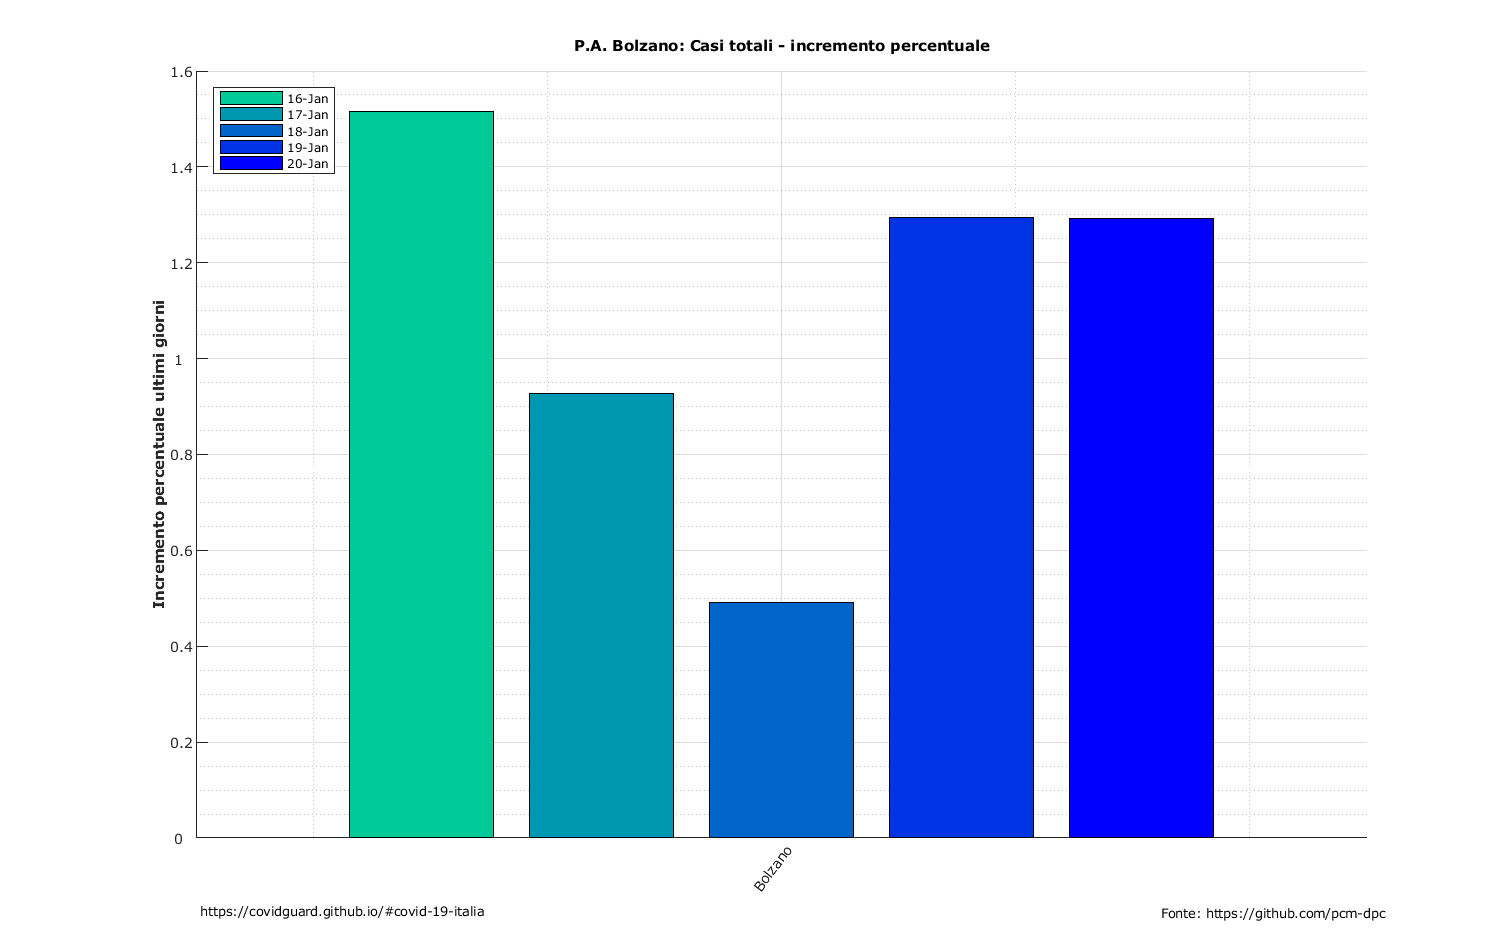 P.A. Bolzano: Casi totali - incremento percentuale
1.6
1.4
1.2
1
0.8
0.6
0.4
0.2
0
Incremento percentuale ultimi giorni
16-Jan
17-Jan
18-Jan
19-Jan
20-Jan
Bolzano
https://covidguard.github.io/#covid-19-italia
Fonte: https://github.com/pcm-dpc